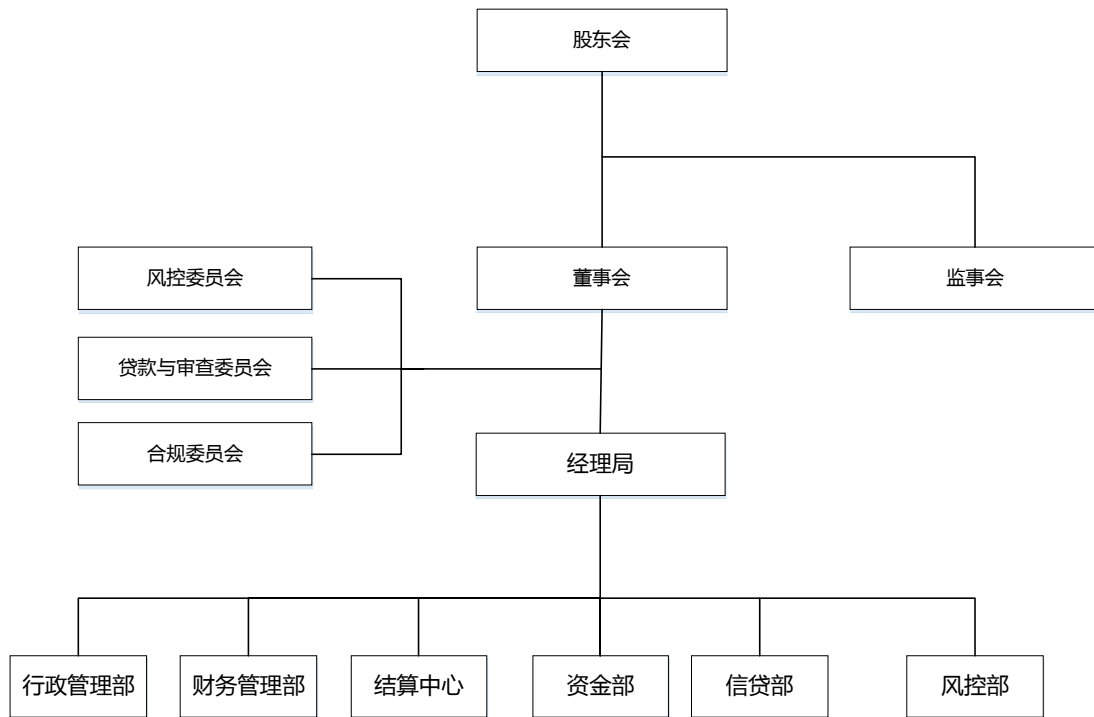 股东会
风控委员会
董事会
监事会
贷款与审查委员会
合规委员会
经理局
行政管理部
财务管理部
结算中心
资金部
信贷部
风控部